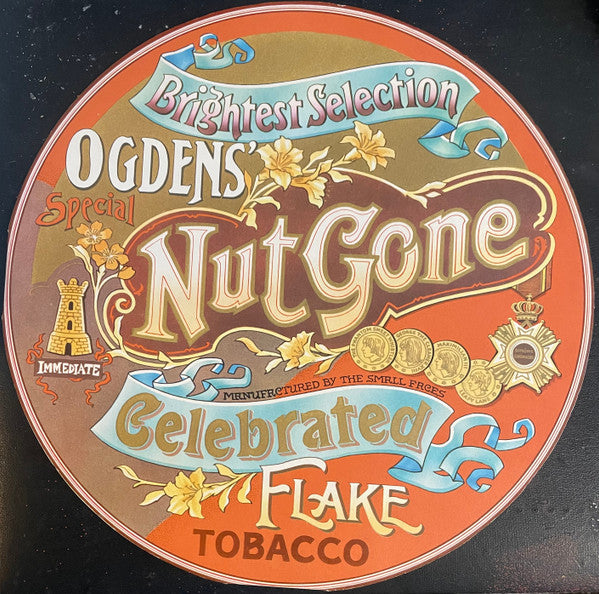 Brightest Selection
OGDENS'
Special
Nut Gone
IMMEDIATE
MANUFACTURED BY THE SMALL FACES
Celebrated
FLAKE
TOBACCO